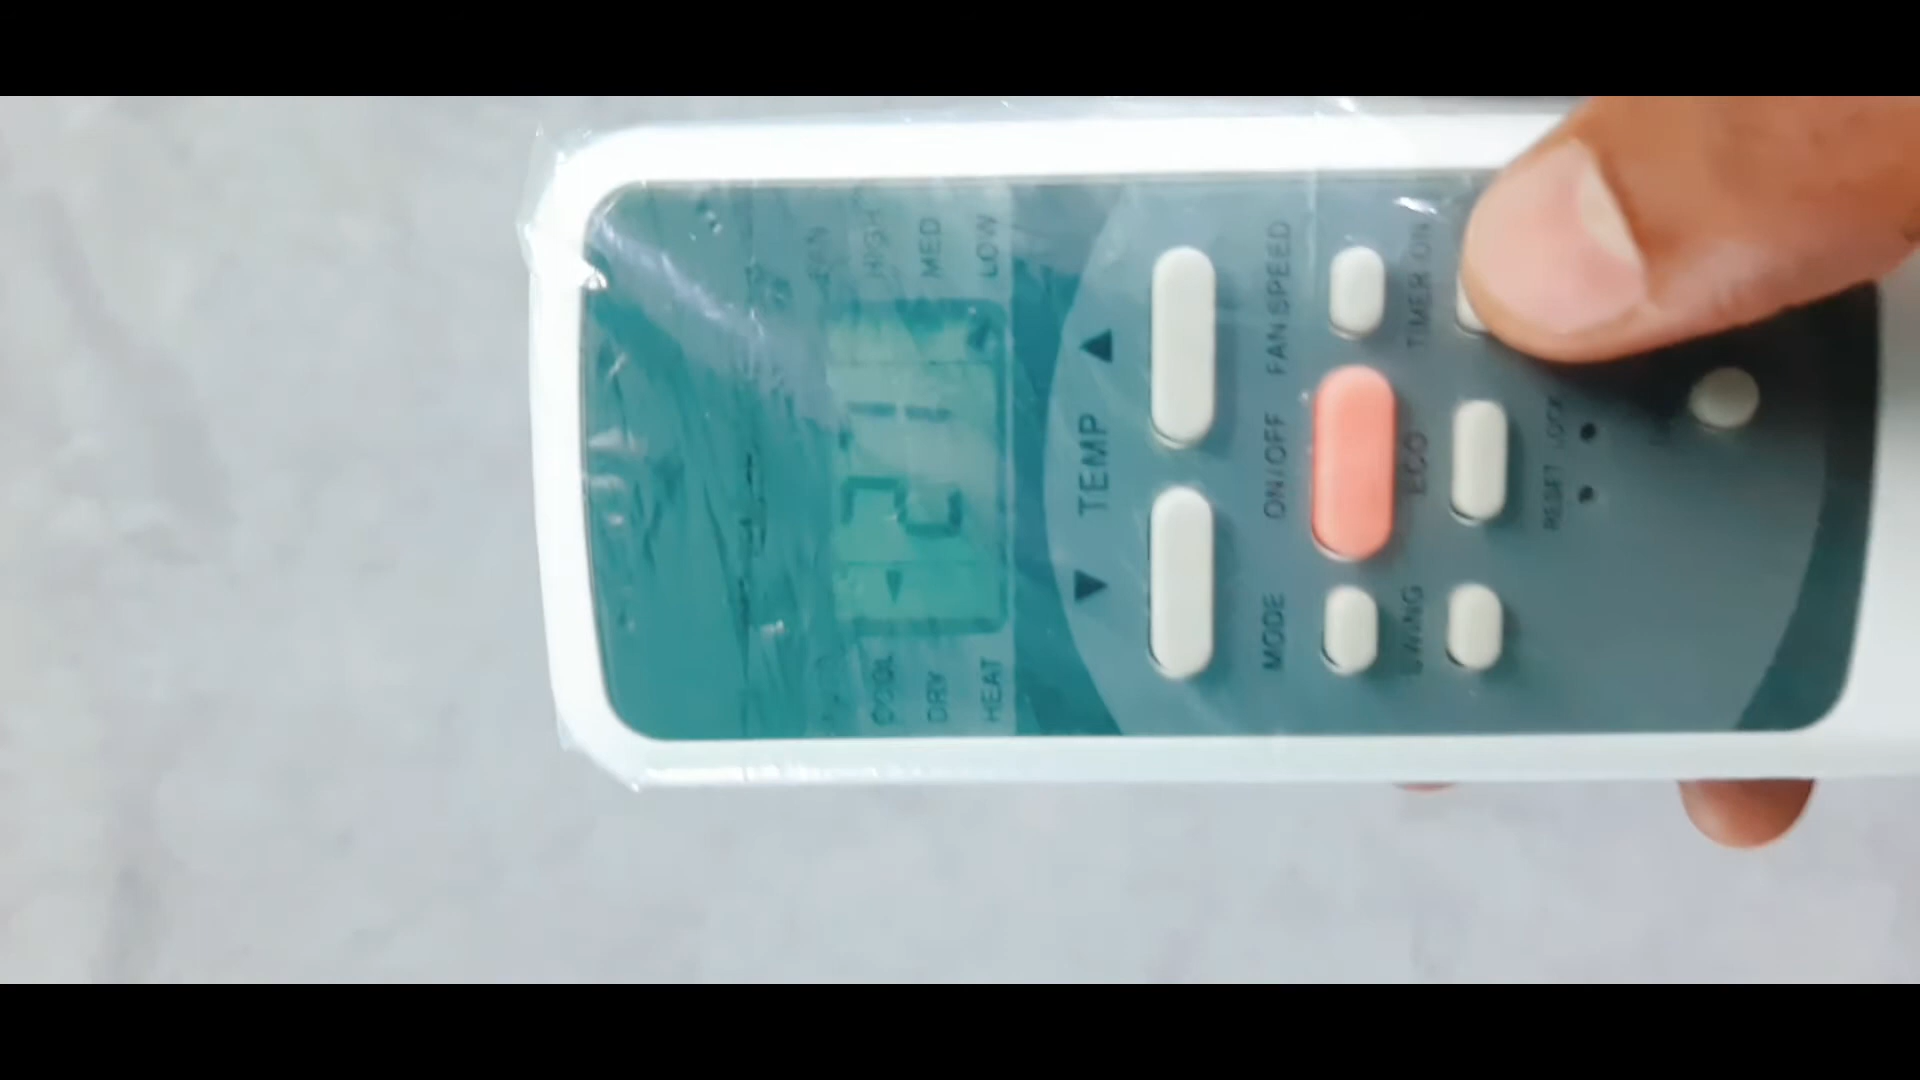 FAN
HIGH
COOL
MED
DRY
LOW
HEAT
21
▼ TEMP ▲
MODE
ON/OFF
FAN SPEED
SWING
ECO
TIMER ON
RESET
LOCK